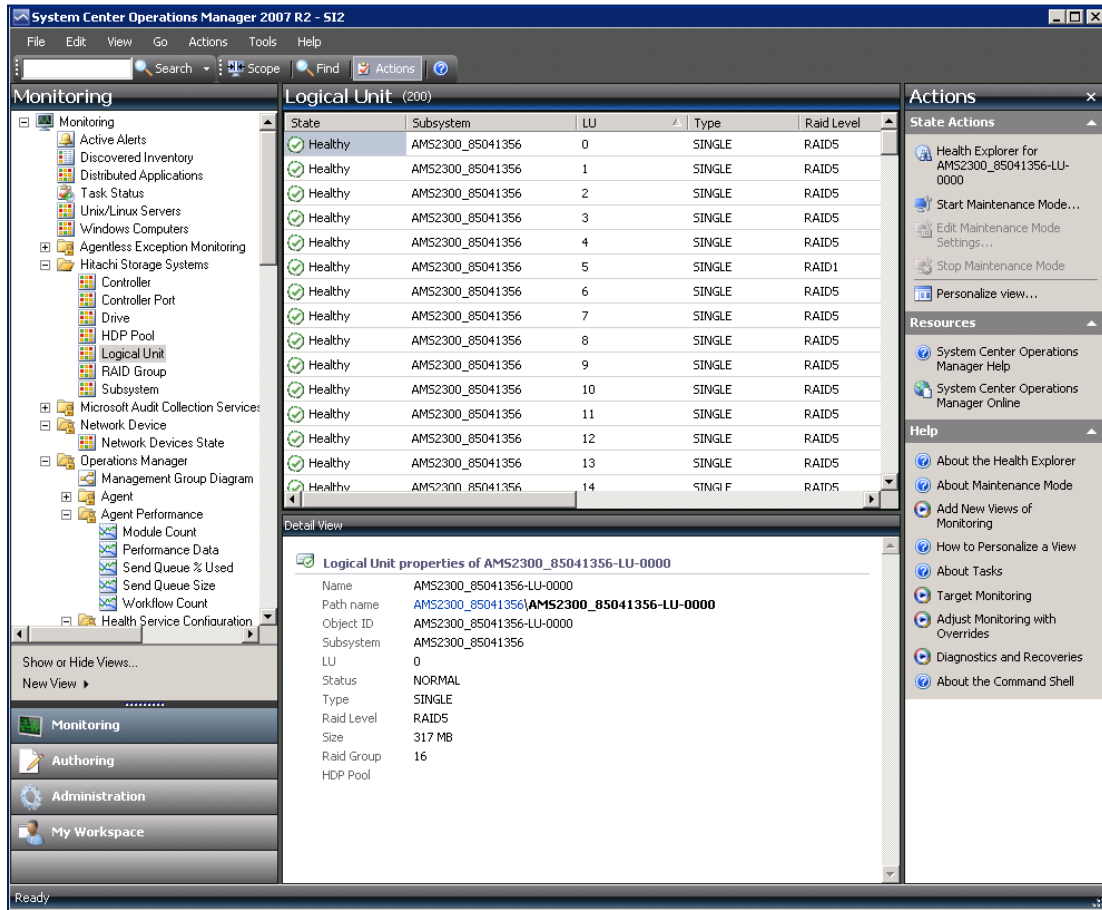 System Center Operations Manager 2007 R2 - SI2
File Edit View Go Actions Tools Help
Search Scope Find Actions
Monitoring
Monitoring
Active Alerts
Discovered Inventory
Distributed Applications
Task Status
Unix/Linux Servers
Windows Computers
Agentless Exception Monitoring
Hitachi Storage Systems
Controller
Controller Port
Drive
HDP Pool
Logical Unit
RAID Group
Subsystem
Microsoft Audit Collection Services
Network Device
Network Devices State
Operations Manager
Management Group Diagram
Agent
Agent Performance
Module Count
Performance Data
Send Queue % Used
Send Queue Size
Workflow Count
Health Service Configuration
Show or Hide Views...
New View
Monitoring
Authoring
Administration
My Workspace
Logical Unit (200)
State Subsystem LU Type Raid Level
Healthy AMS2300_85041356 0 SINGLE RAID5
Healthy AMS2300_85041356 1 SINGLE RAID5
Healthy AMS2300_85041356 2 SINGLE RAID5
Healthy AMS2300_85041356 3 SINGLE RAID5
Healthy AMS2300_85041356 4 SINGLE RAID5
Healthy AMS2300_85041356 5 SINGLE RAID1
Healthy AMS2300_85041356 6 SINGLE RAID5
Healthy AMS2300_85041356 7 SINGLE RAID5
Healthy AMS2300_85041356 8 SINGLE RAID5
Healthy AMS2300_85041356 9 SINGLE RAID5
Healthy AMS2300_85041356 10 SINGLE RAID5
Healthy AMS2300_85041356 11 SINGLE RAID5
Healthy AMS2300_85041356 12 SINGLE RAID5
Healthy AMS2300_85041356 13 SINGLE RAID5
Healthy AMS2300_85041356 14 SINGLE RAID5
Detail View
Logical Unit properties of AMS2300_85041356-LU-0000
Name AMS2300_85041356-LU-0000
Path name AMS2300_85041356\AMS2300_85041356-LU-0000
Object ID AMS2300_85041356-LU-0000
Subsystem AMS2300_85041356
LU 0
Status NORMAL
Type SINGLE
Raid Level RAID5
Size 317 MB
Raid Group 16
HDP Pool
Actions
State Actions
Health Explorer for
AMS2300_85041356-LU-
0000
Start Maintenance Mode...
Edit Maintenance Mode
Settings...
Stop Maintenance Mode
Personalize view...
Resources
System Center Operations
Manager Help
System Center Operations
Manager Online
Help
About the Health Explorer
About Maintenance Mode
Add New Views of
Monitoring
How to Personalize a View
About Tasks
Target Monitoring
Adjust Monitoring with
Overrides
Diagnostics and Recoveries
About the Command Shell
Ready